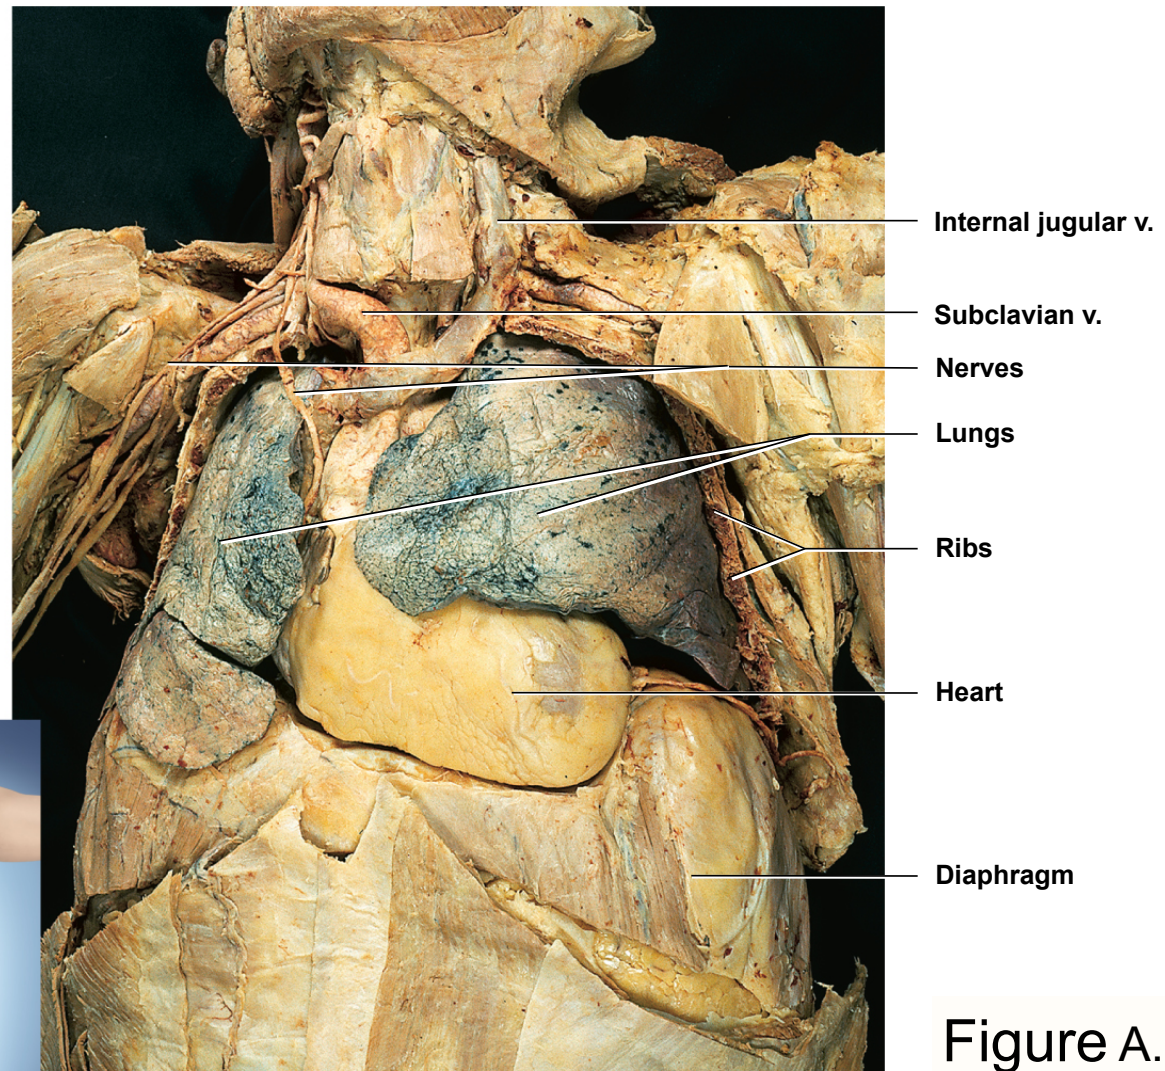 Internal jugular v.
Subclavian v.
Nerves
Lungs
Ribs
Heart
Diaphragm
Figure A.